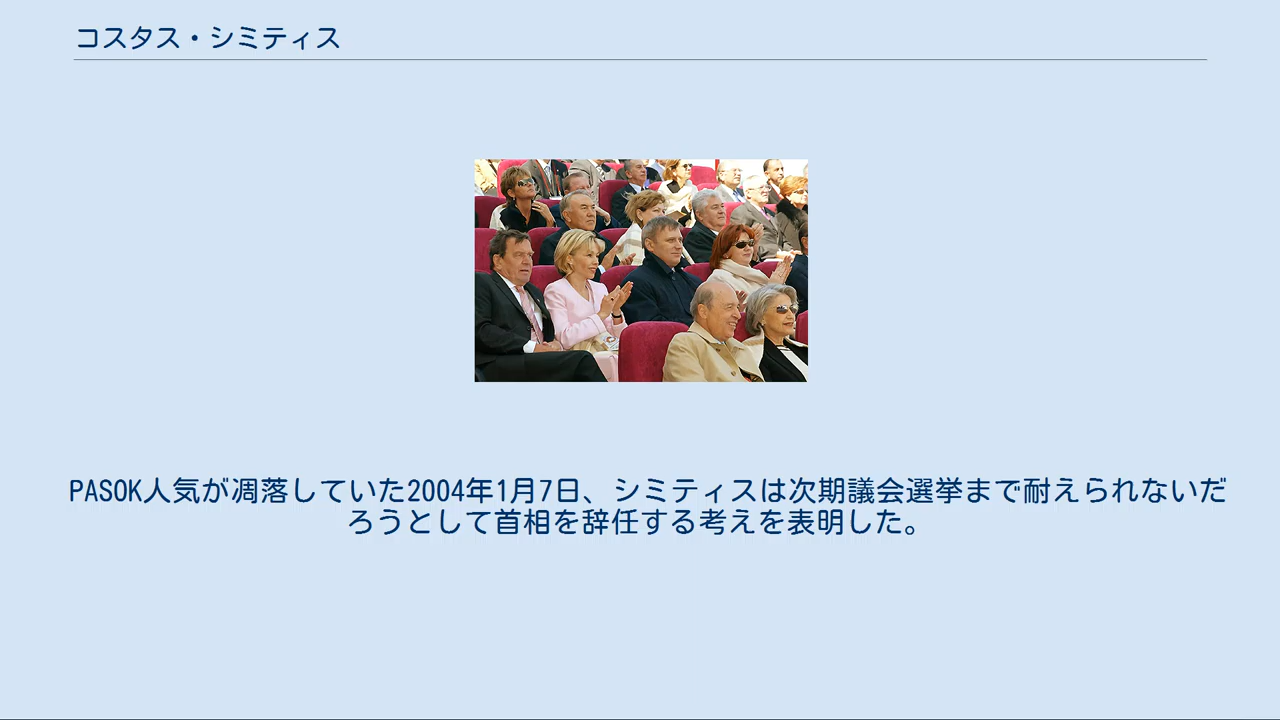 コスタス・シミティス
PASOK人気が凋落していた2004年1月7日、シミティスは次期議会選挙まで耐えられないだ
ろうとして首相を辞任する考えを表明した。